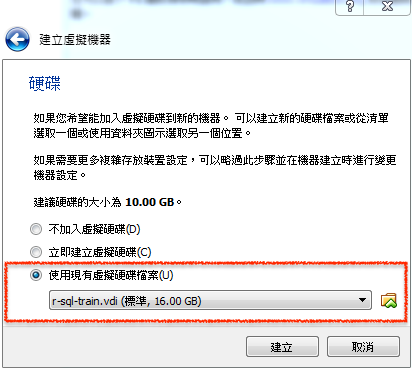 建立虛擬機器
硬碟
如果您希望能加入虛擬硬碟到新的機器。 可以建立新的硬碟檔案或從清單
選取一個或使用資料夾圖示選取另一個位置。
如果需要更多複雜存放裝置設定，可以略過此步驟並在機器建立時進行變更
機器設定。
建議硬碟的大小為 10.00 GB。
不加入虛擬硬碟(D)
立即建立虛擬硬碟(C)
使用現有虛擬硬碟檔案(U)
r-sql-train.vdi (標準, 16.00 GB)
建立
取消